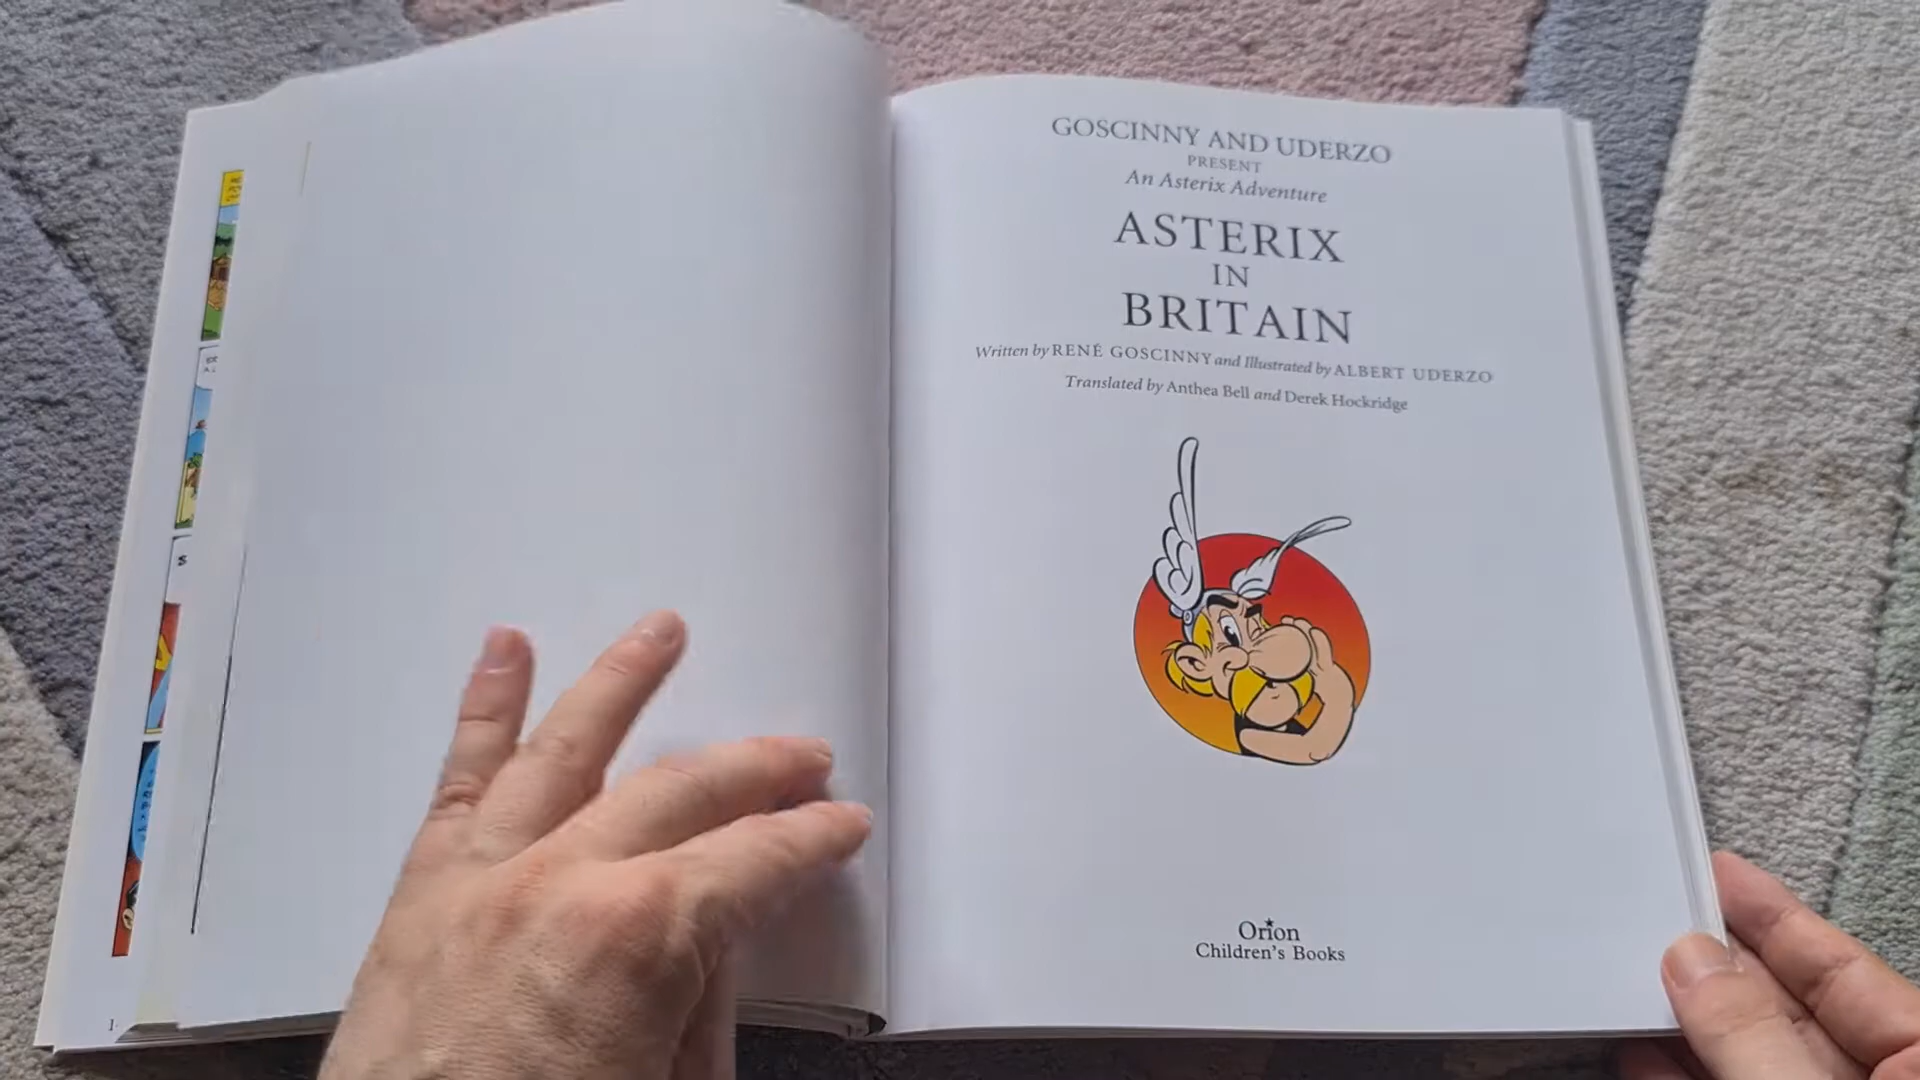 GOSCINNY AND UDERZO
PRESENT
An Asterix Adventure
ASTERIX
IN
BRITAIN
Written by RENÉ GOSCINNY and Illustrated by ALBERT UDERZO
Translated by Anthea Bell and Derek Hockridge
Orion
Children's Books